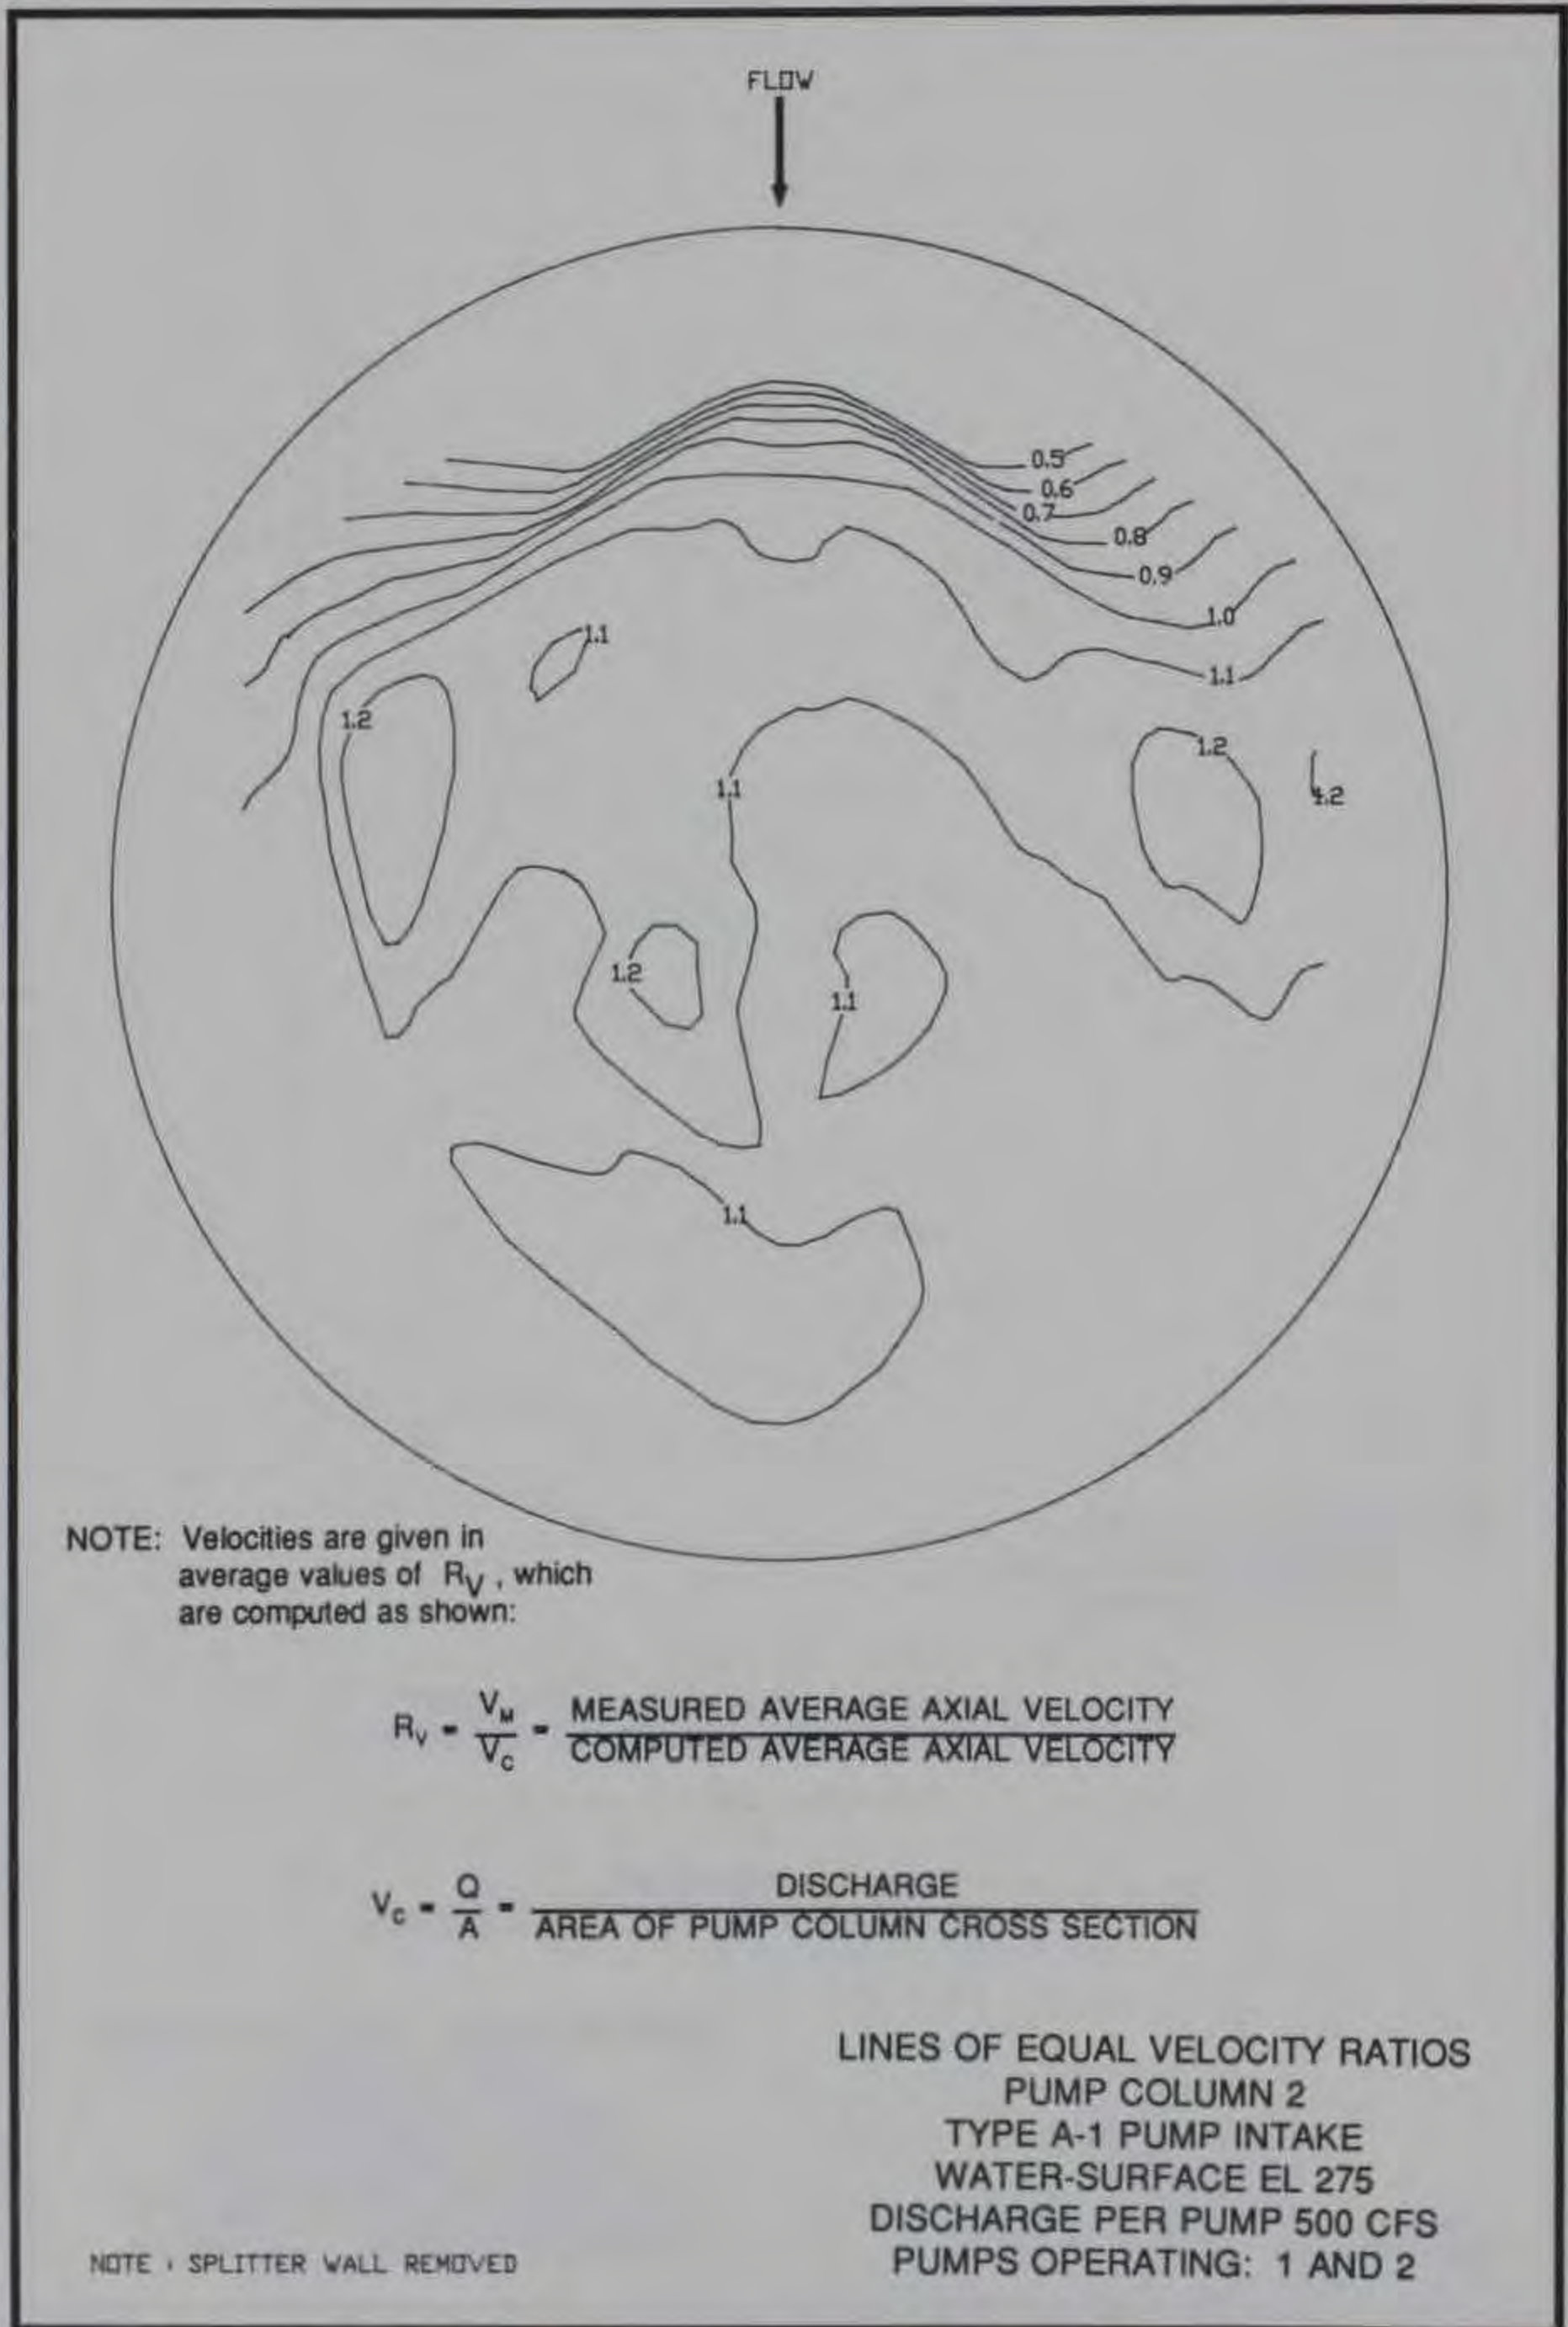 FLOW
0.5
0.6
0.7
0.8
0.9
1.0
1.1
1.1
1.2
1.2
1.1
1.2
1.2
1.1
1.1
NOTE: Velocities are given in
average values of R_V, which
are computed as shown:
R_V = V_M / V_C = MEASURED AVERAGE AXIAL VELOCITY / COMPUTED AVERAGE AXIAL VELOCITY
V_C = Q / A = DISCHARGE / AREA OF PUMP COLUMN CROSS SECTION
LINES OF EQUAL VELOCITY RATIOS
PUMP COLUMN 2
TYPE A-1 PUMP INTAKE
WATER-SURFACE EL 275
DISCHARGE PER PUMP 500 CFS
PUMPS OPERATING: 1 AND 2
NOTE : SPLITTER WALL REMOVED